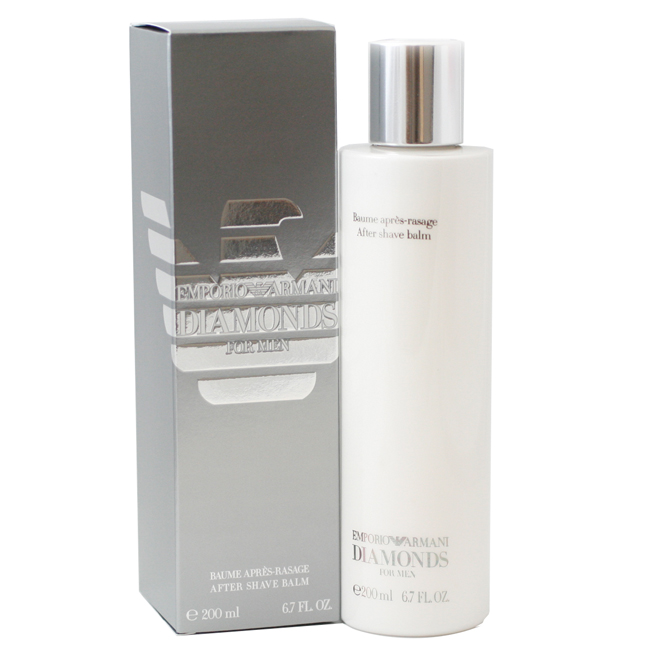 EMPORIO ARMANI
DIAMONDS
FOR MEN
BAUME APRÈS-RASAGE
AFTER SHAVE BALM
℮ 200 ml 6.7 FL. OZ.
Baume après-rasage
After shave balm
EMPORIO ARMANI
DIAMONDS
FOR MEN
℮200 ml 6.7 FL. OZ.